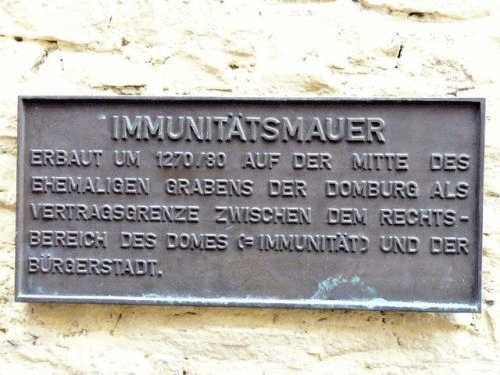 IMMUNITÄTSMAUER
ERBAUT UM 1270/80 AUF DER MITTE DES
EHEMALIGEN GRABENS DER DOMBURG ALS
VERTRAGSGRENZE ZWISCHEN DEM RECHTS-
BEREICH DES DOMES (=IMMUNITÄT) UND DER
BÜRGERSTADT.